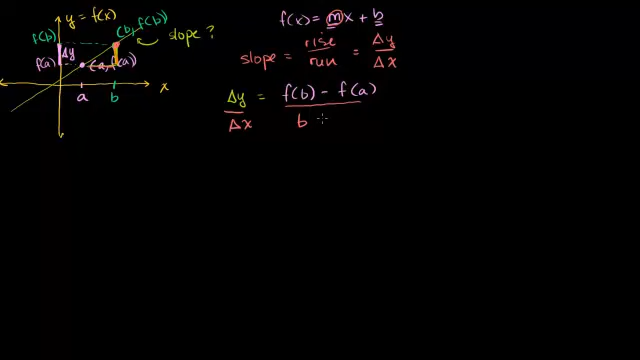 y = f(x)
f(b)
(b, f(b))
slope ?
Δy
f(a)
(a, f(a))
a
b
x
f(x) = mx + b
slope = rise / run = Δy / Δx
Δy / Δx = f(b) - f(a) / b -